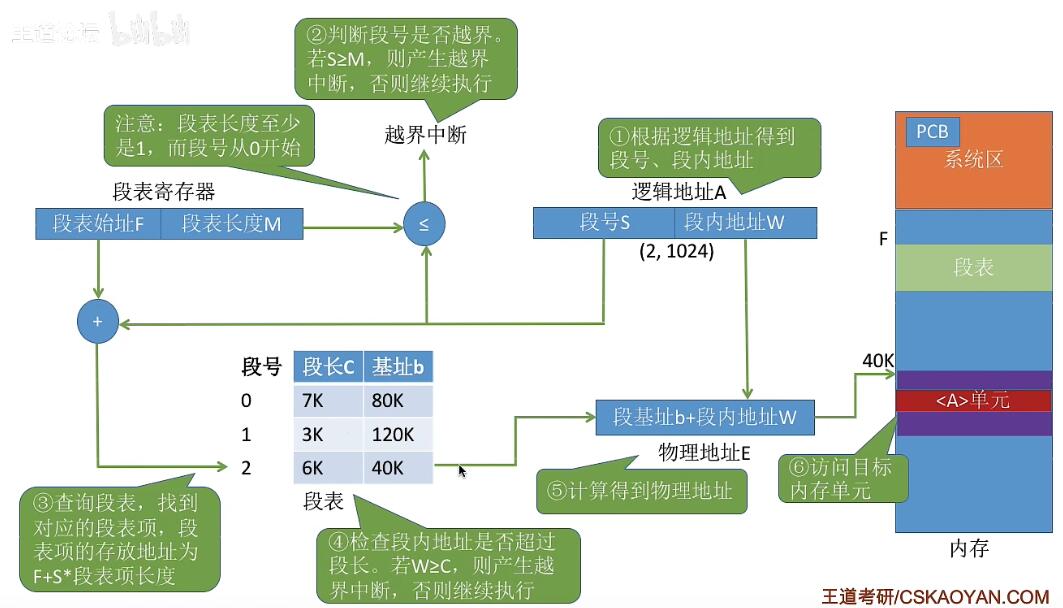 王道论坛 bilibili
②判断段号是否越界。
若S≥M，则产生越界
中断，否则继续执行
注意：段表长度至少
是1，而段号从0开始
越界中断
①根据逻辑地址得到
段号、段内地址
段表寄存器
逻辑地址A
段表始址F 段表长度M
≤
段号S 段内地址W
(2, 1024)
PCB
系统区
F
段表
+
40K
段号 段长C 基址b
0 7K 80K
1 3K 120K
2 6K 40K
段表
段基址b+段内地址W
物理地址E
<A>单元
③查询段表，找到
对应的段表项，段
表项的存放地址为
F+S*段表项长度
④检查段内地址是否超过
段长。若W≥C，则产生越
界中断，否则继续执行
⑤计算得到物理地址
⑥访问目标
内存单元
内存
王道考研/CSKAOYAN.COM